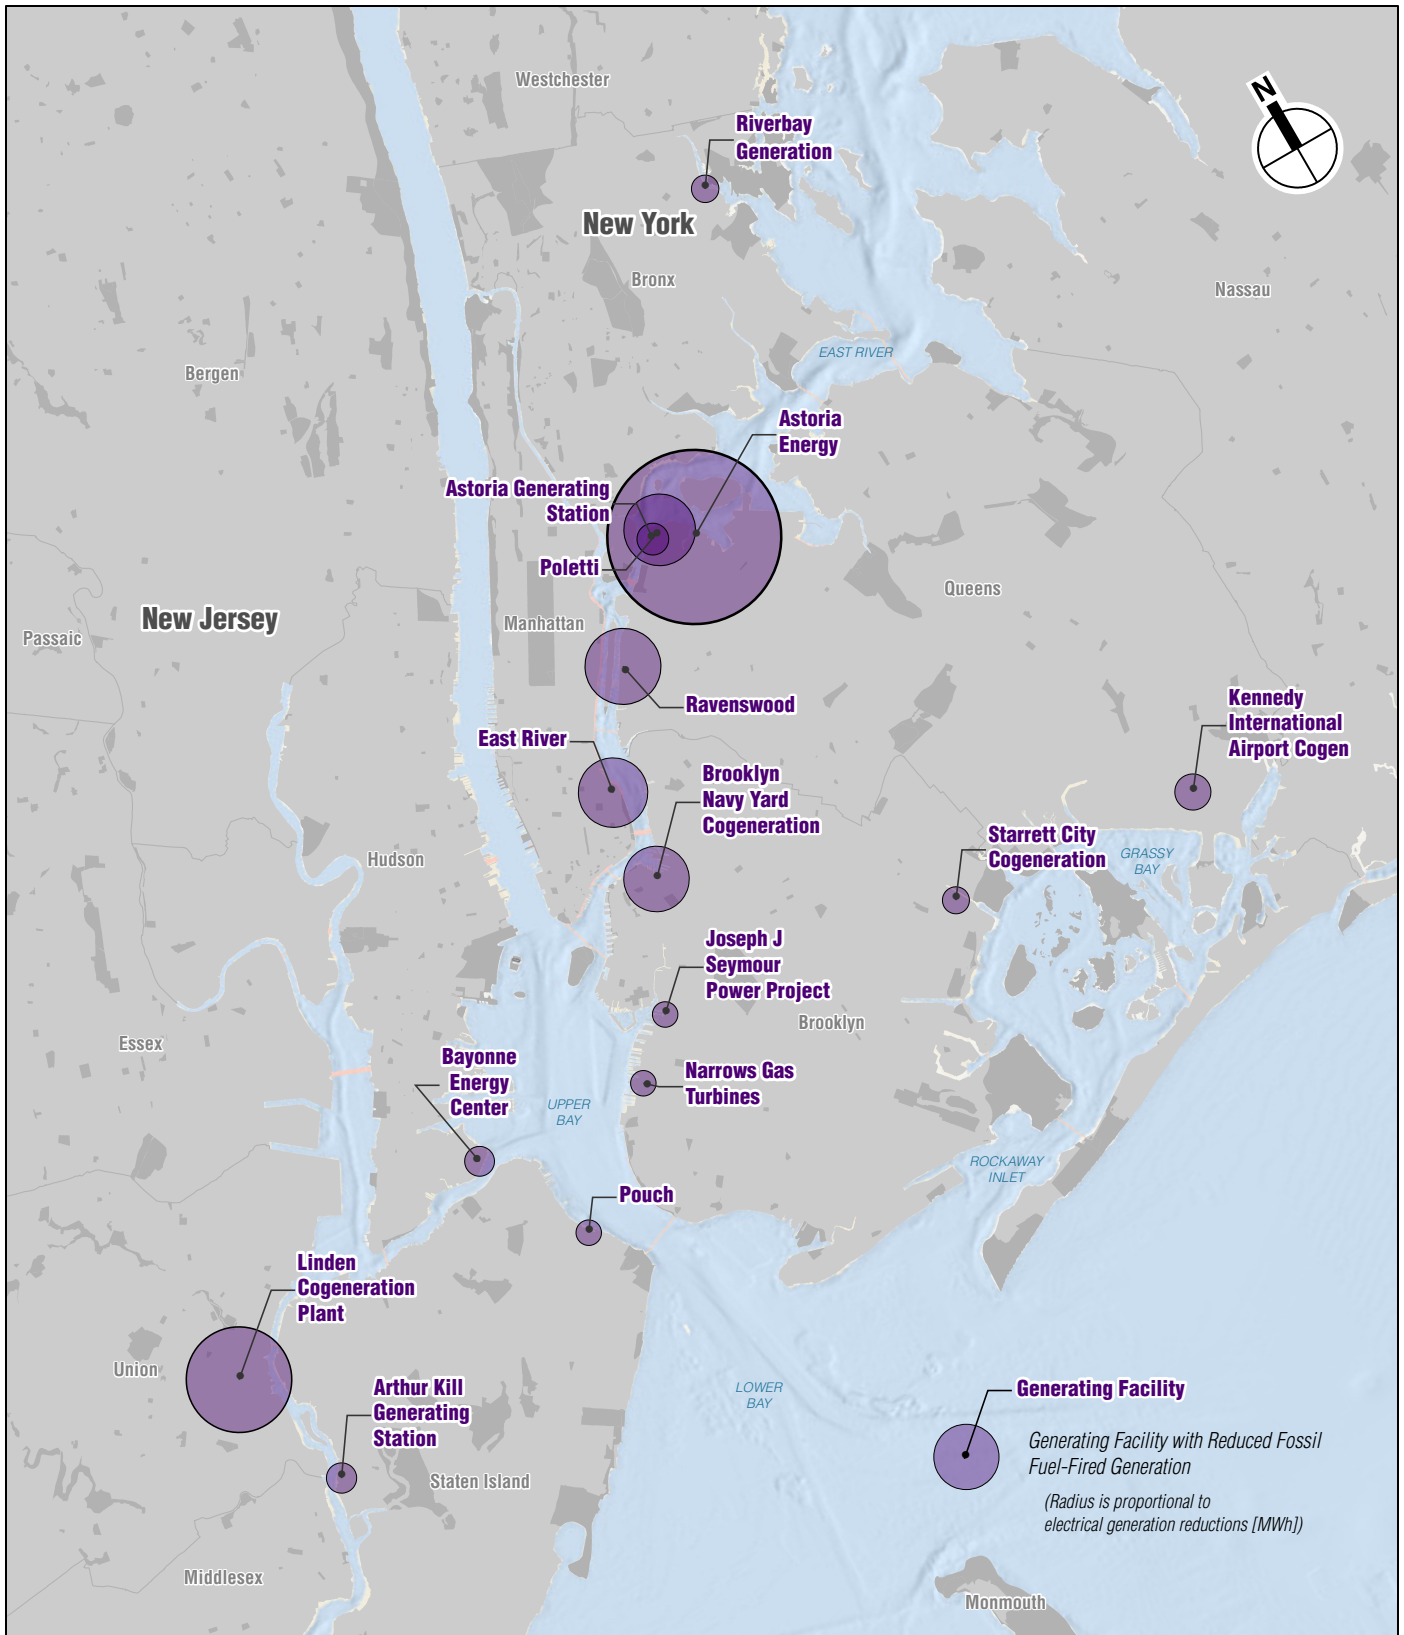 Westchester
N
Riverbay
Generation
New York
Bronx
Nassau
EAST RIVER
Bergen
Astoria
Energy
Astoria Generating
Station
Poletti
Queens
New Jersey
Manhattan
Passaic
Ravenswood
Kennedy
International
Airport Cogen
East River
Brooklyn
Navy Yard
Cogeneration
Starrett City
Cogeneration
GRASSY
BAY
Hudson
Joseph J
Seymour
Power Project
Brooklyn
Essex
Bayonne
Energy
Center
Narrows Gas
Turbines
UPPER
BAY
ROCKAWAY
INLET
Pouch
Linden
Cogeneration
Plant
Union
Arthur Kill
Generating
Station
LOWER
BAY
Staten Island
Generating Facility
Generating Facility with Reduced Fossil
Fuel-Fired Generation
(Radius is proportional to
electrical generation reductions [MWh])
Middlesex
Monmouth